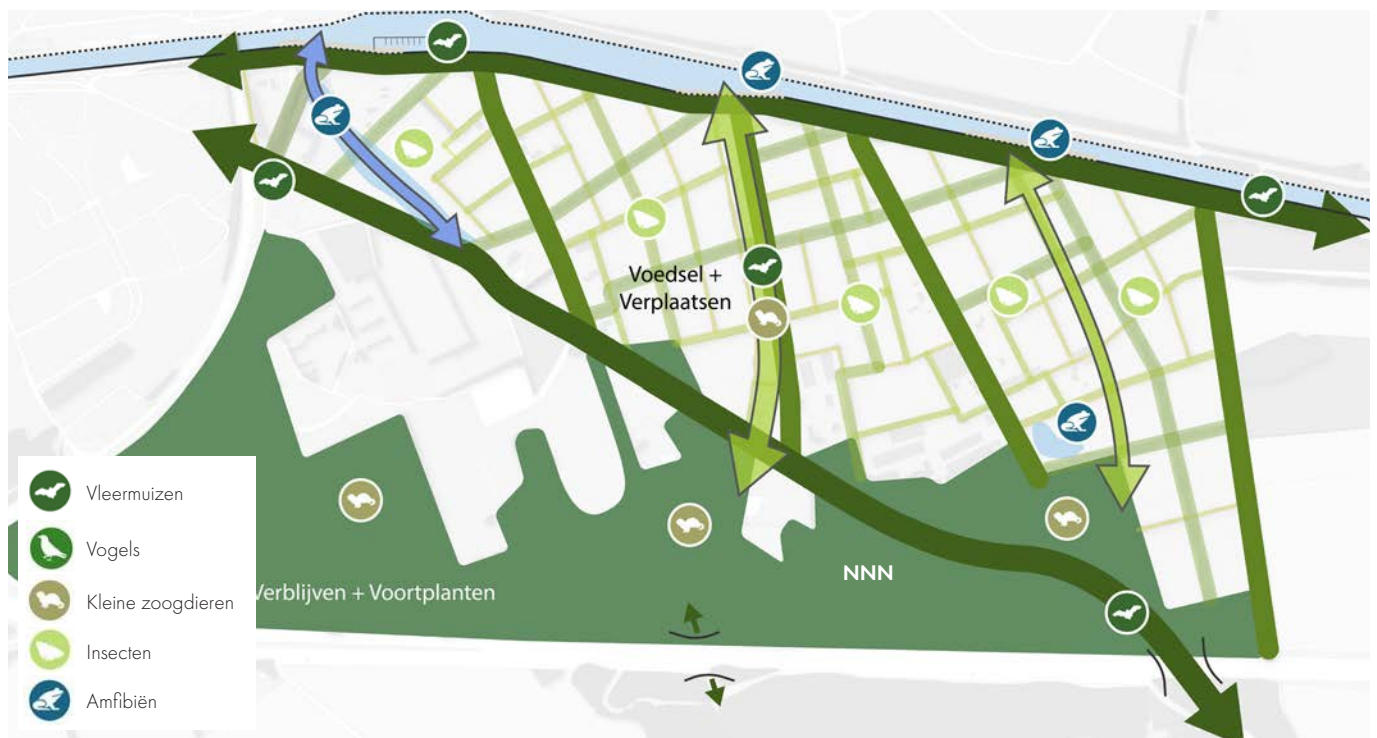 Voedsel +
Verplaatsen
NNN
Verblijven + Voortplanten
Vleermuizen
Vogels
Kleine zoogdieren
Insecten
Amfibiën